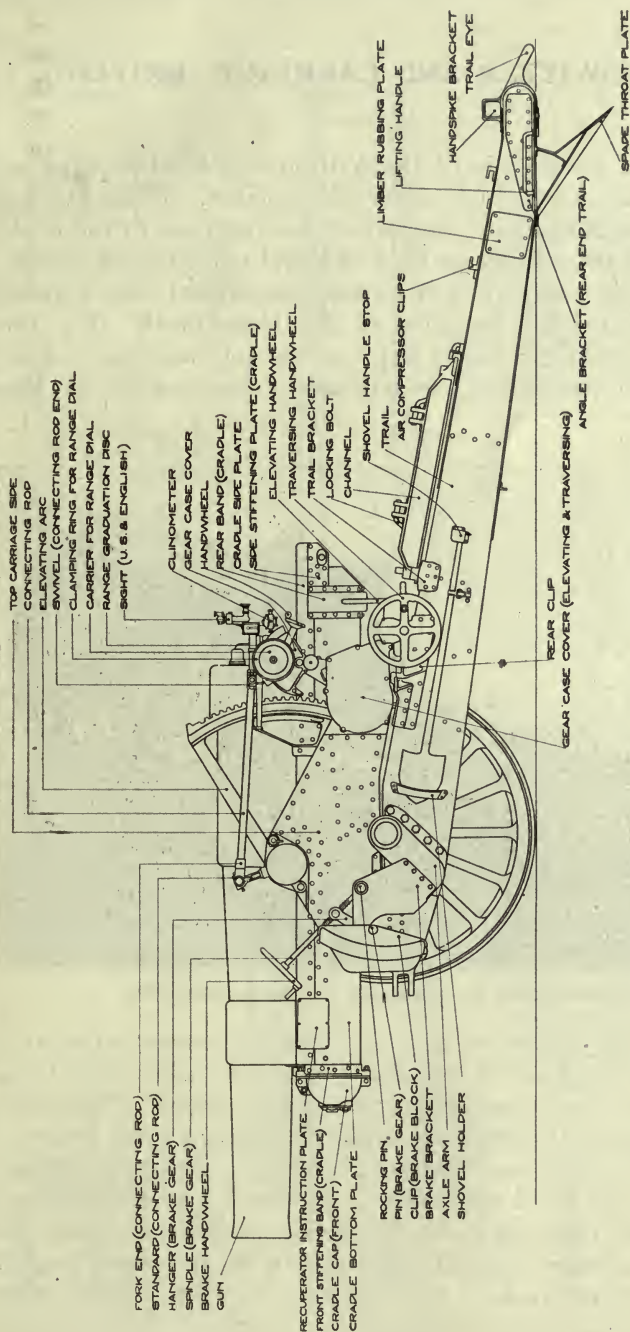 TOP CARRIAGE SIDE
CONNECTING ROD
ELEVATING ARC
SWIVEL (CONNECTING ROD END)
CLAMPING RING FOR RANGE DIAL
CARRIER FOR RANGE DIAL
RANGE GRADUATION DISC
SIGHT (U.S. & ENGLISH)
CLINOMETER
GEAR CASE COVER
HANDWHEEL
REAR BAND (CRADLE)
CRADLE SIDE PLATE
SIDE STIFFENING PLATE (CRADLE)
ELEVATING HANDWHEEL
TRAVERSING HANDWHEEL
TRAIL BRACKET
LOCKING BOLT
CHANNEL
SHOVEL HANDLE STOP
TRAIL
AIR COMPRESSOR CLIPS
LIMBER RUBBING PLATE
LIFTING HANDLE
HANDSPIKE BRACKET
TRAIL EYE
FORK END (CONNECTING ROD)
STANDARD (CONNECTING ROD)
HANGER (BRAKE GEAR)
SPINDLE (BRAKE GEAR)
BRAKE HANDWHEEL
GUN
RECUPERATOR INSTRUCTION PLATE
FRONT STIFFENING BAND (CRADLE)
CRADLE CAP (FRONT)
CRADLE BOTTOM PLATE
ROCKING PIN
PIN (BRAKE GEAR)
CLIP (BRAKE BLOCK)
BRAKE BRACKET
AXLE ARM
SHOVEL HOLDER
REAR CLIP
GEAR CASE COVER (ELEVATING & TRAVERSING)
ANGLE BRACKET (REAR END TRAIL)
SPADE THROAT PLATE